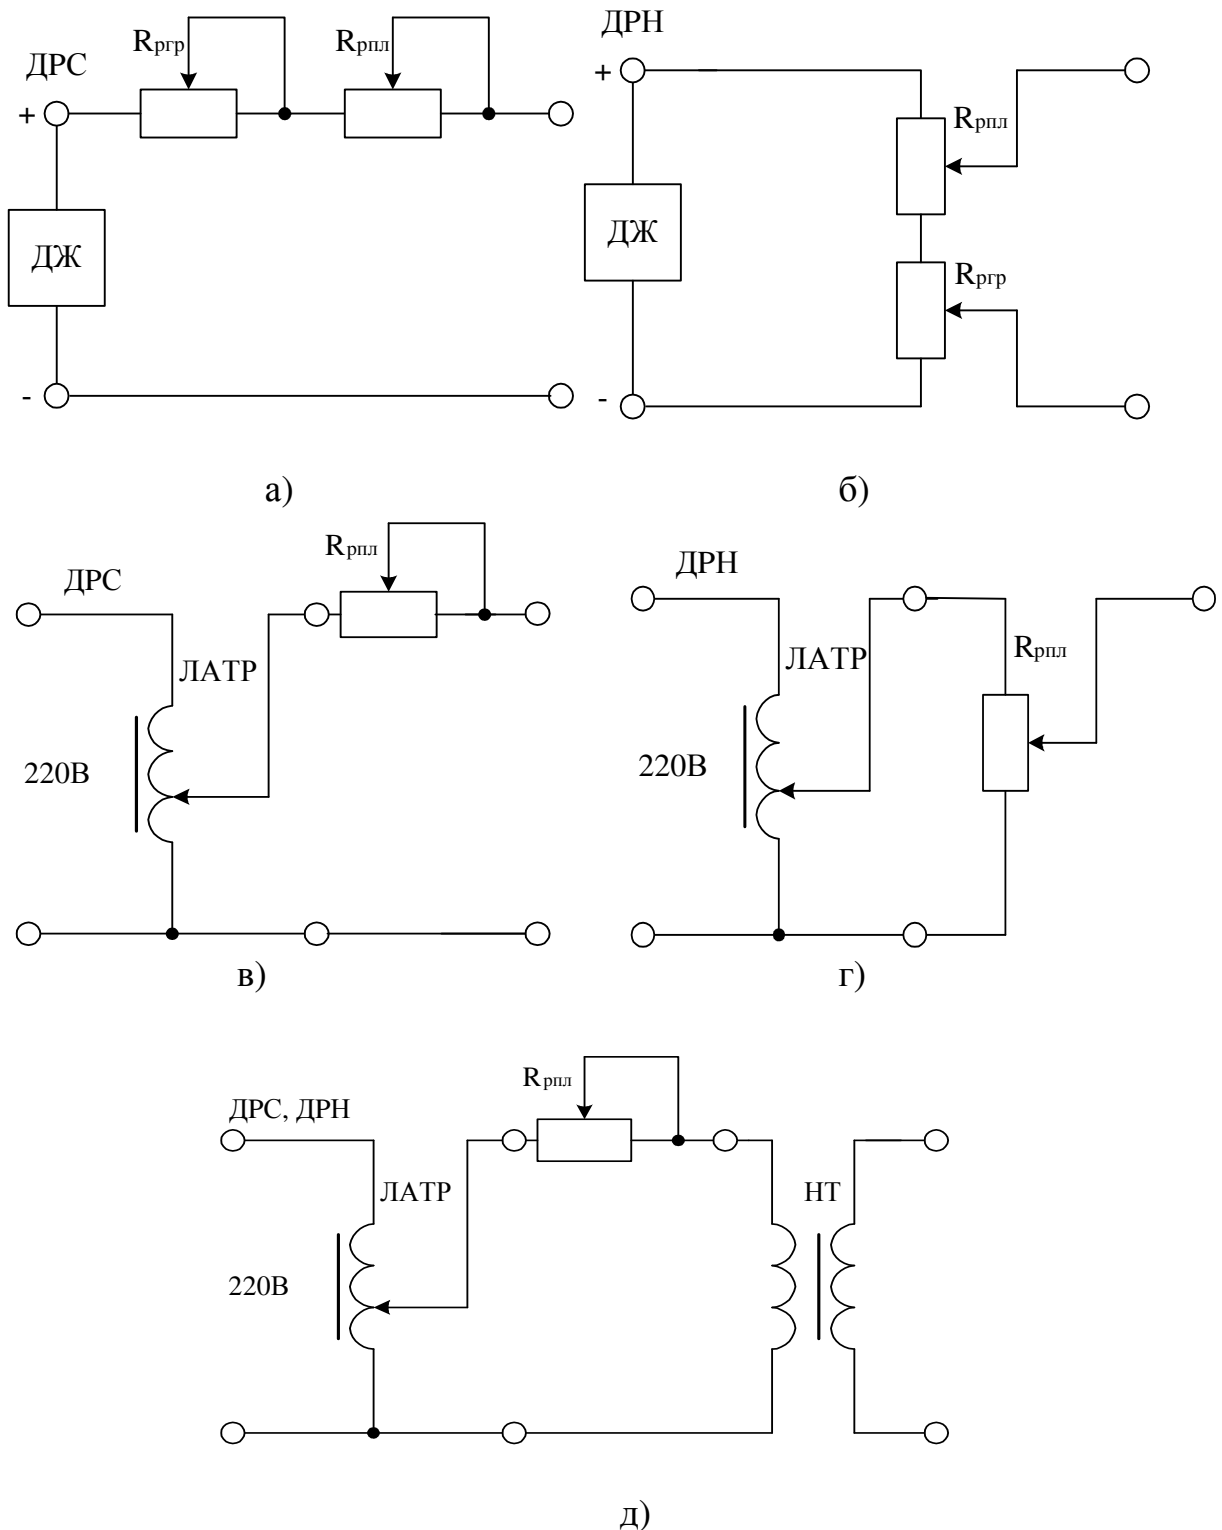 ДРС
Rргр
Rрпл
+
ДЖ
-
а)
ДРН
+
Rрпл
ДЖ
Rргр
-
б)
ДРС
Rрпл
ЛАТР
220В
в)
ДРН
ЛАТР
Rрпл
220В
г)
ДРС, ДРН
Rрпл
ЛАТР
НТ
220В
д)